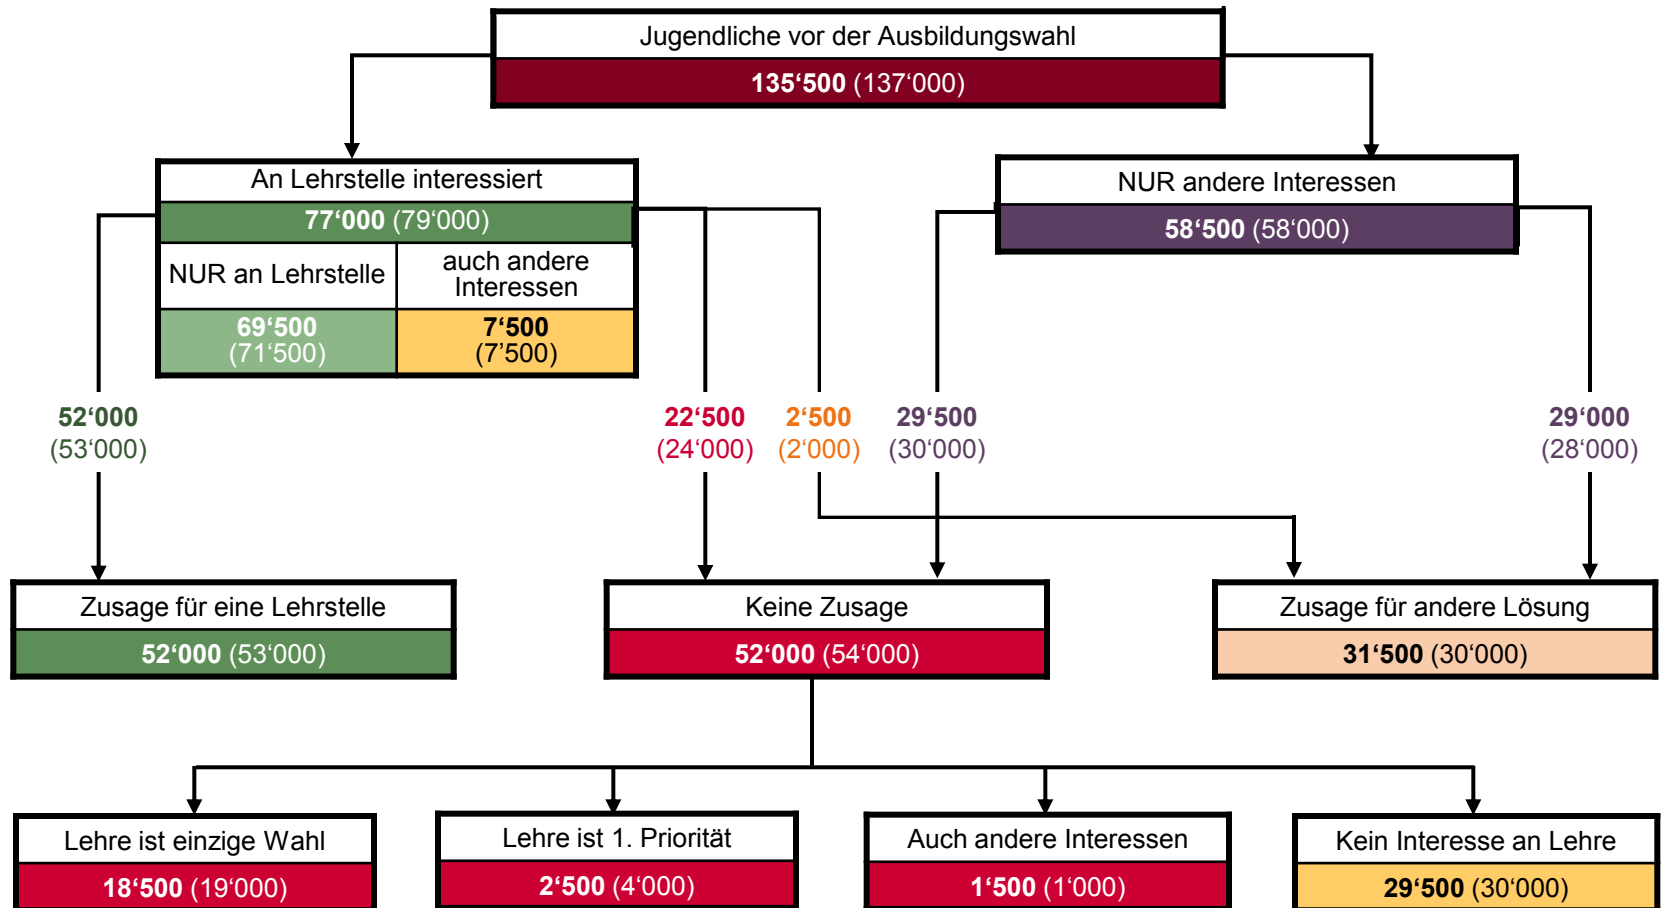 Jugendliche vor der Ausbildungswahl
135‘500 (137‘000)
An Lehrstelle interessiert
77‘000 (79‘000)
NUR an Lehrstelle
auch andere
Interessen
69‘500
(71’500)
7‘500
(7’500)
NUR andere Interessen
58‘500 (58‘000)
52‘000
(53‘000)
22‘500
(24‘000)
2‘500
(2‘000)
29‘500
(30‘000)
29‘000
(28‘000)
Zusage für eine Lehrstelle
52‘000 (53‘000)
Keine Zusage
52‘000 (54‘000)
Zusage für andere Lösung
31‘500 (30‘000)
Lehre ist einzige Wahl
18‘500 (19‘000)
Lehre ist 1. Priorität
2‘500 (4‘000)
Auch andere Interessen
1‘500 (1‘000)
Kein Interesse an Lehre
29‘500 (30‘000)